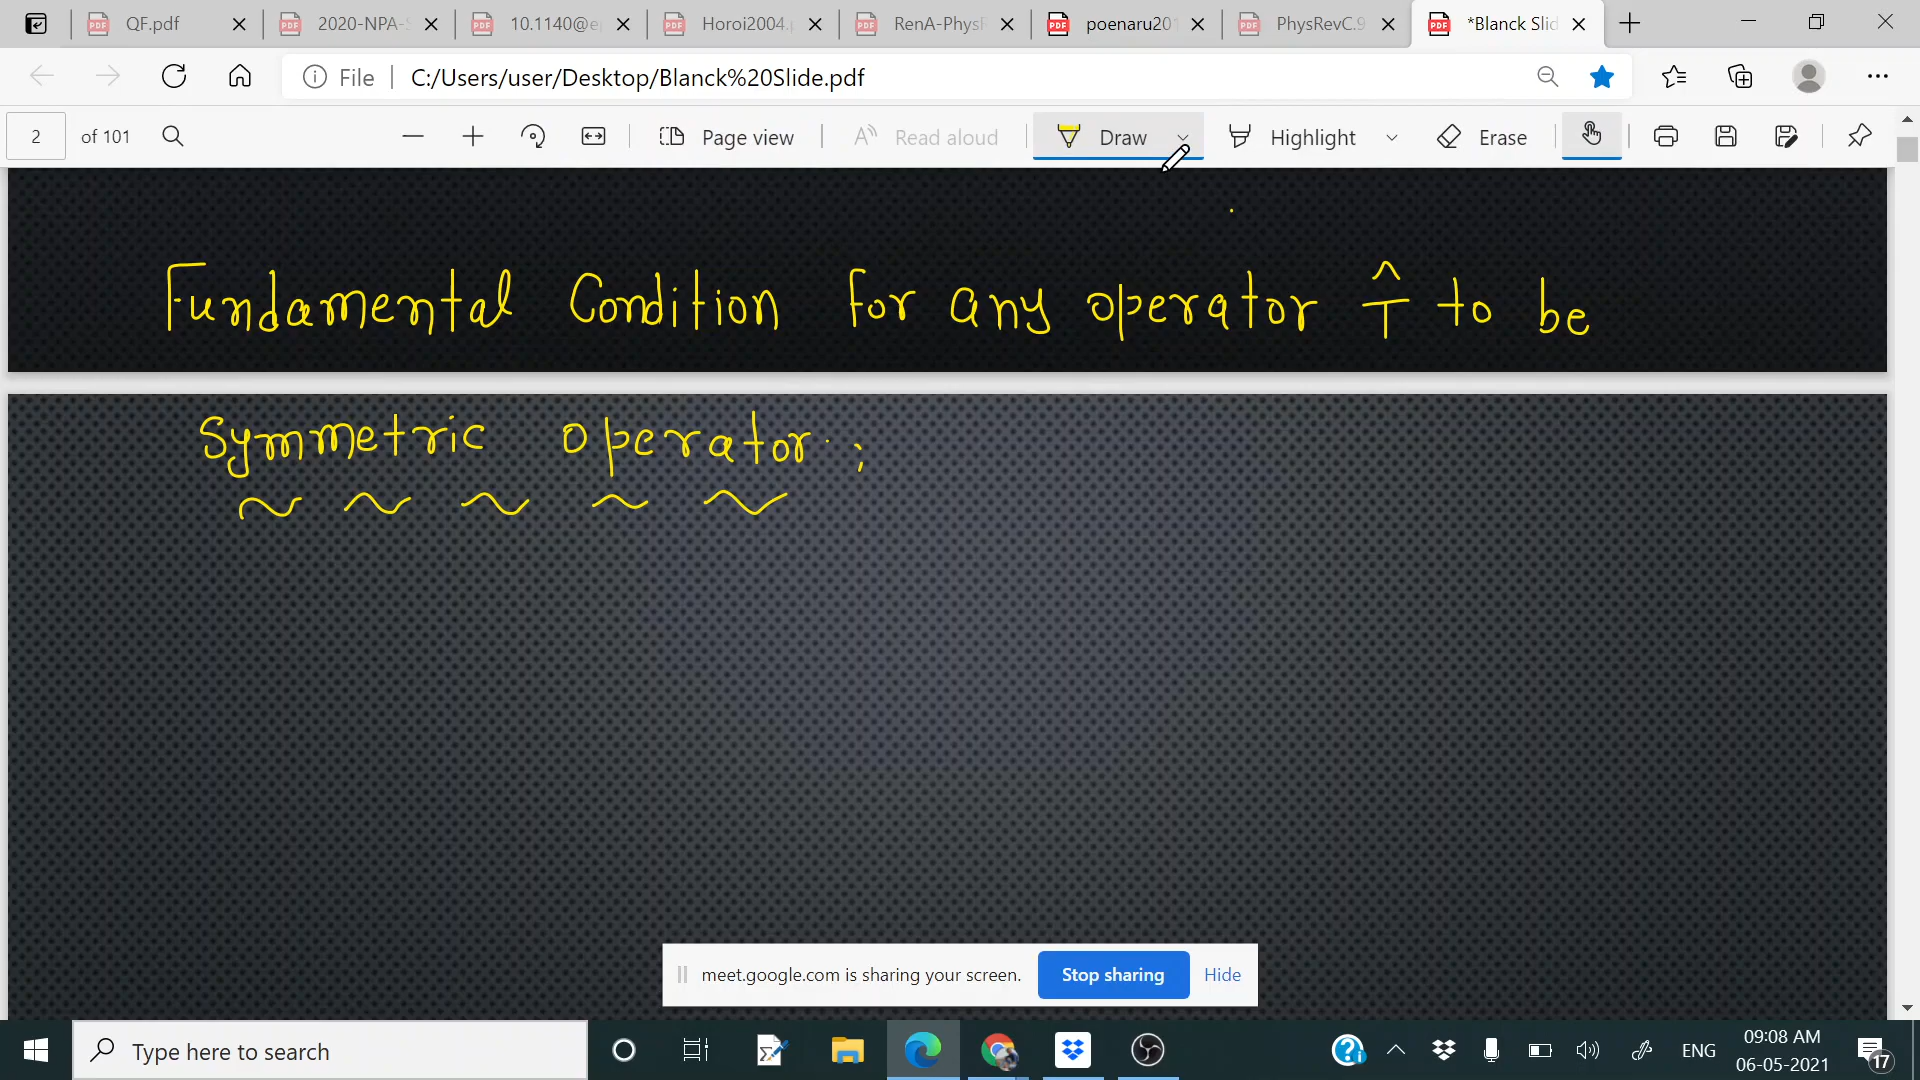 QF.pdf
2020-NPA-S
10.1140@e
Horoi2004.
RenA-PhysR
poenaru201
PhysRevC.9
*Blanck Slid
File
C:/Users/user/Desktop/Blanck%20Slide.pdf
2 of 101
Page view
Read aloud
Draw
Highlight
Erase
Fundamental Condition for any operator T̂ to be
Symmetric operator :
meet.google.com is sharing your screen. Stop sharing Hide
Type here to search
ENG
09:08 AM
06-05-2021
17